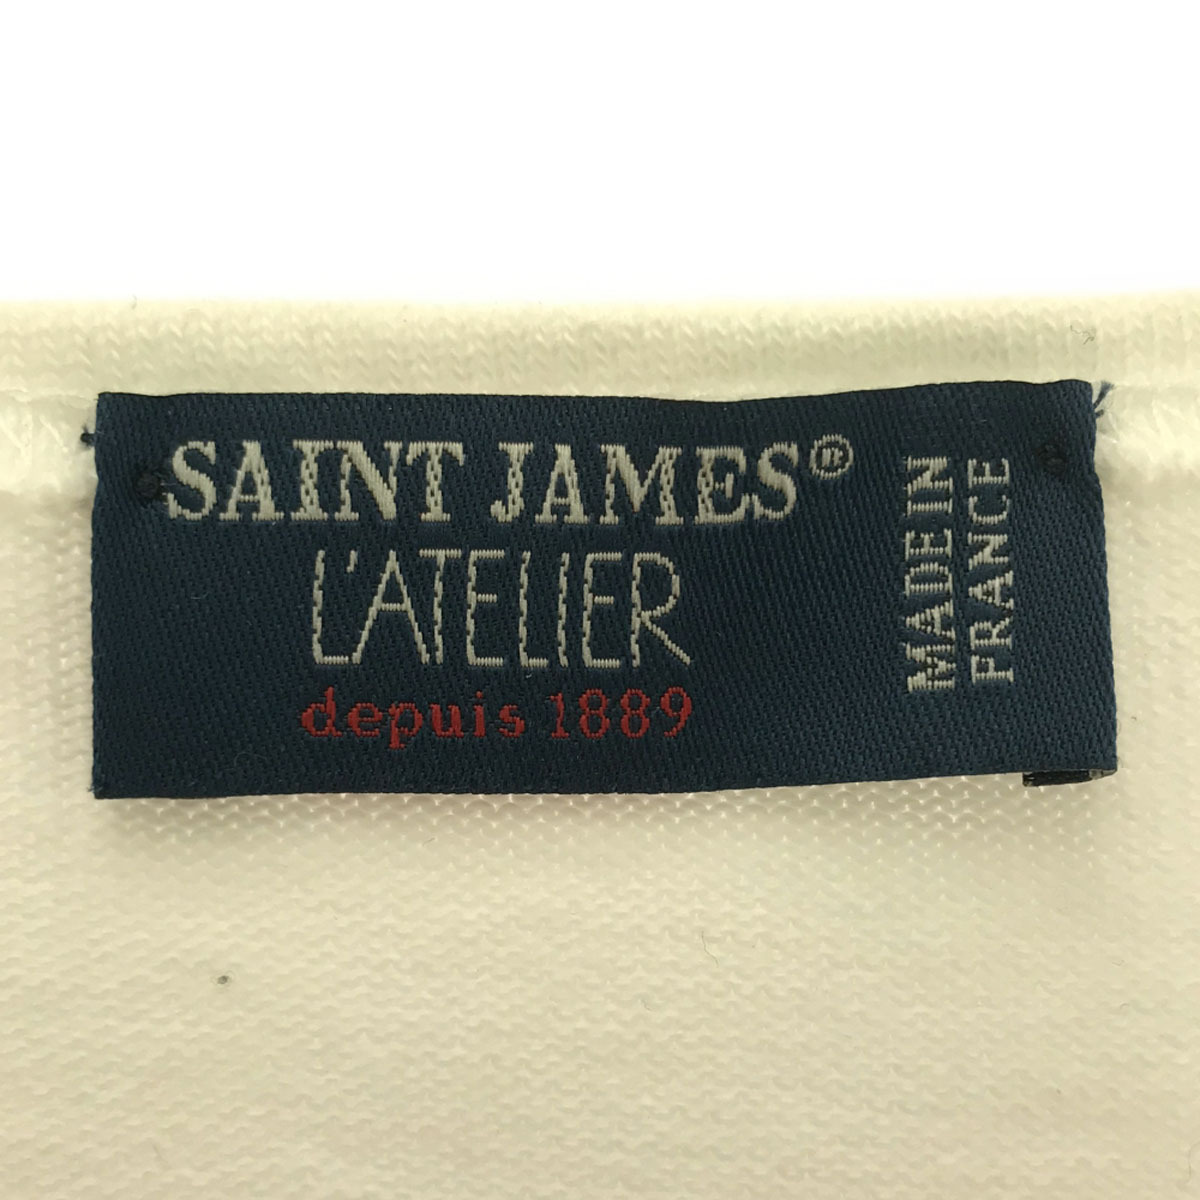 SAINT JAMES®
L'ATELIER
depuis 1889
MADE IN
FRANCE